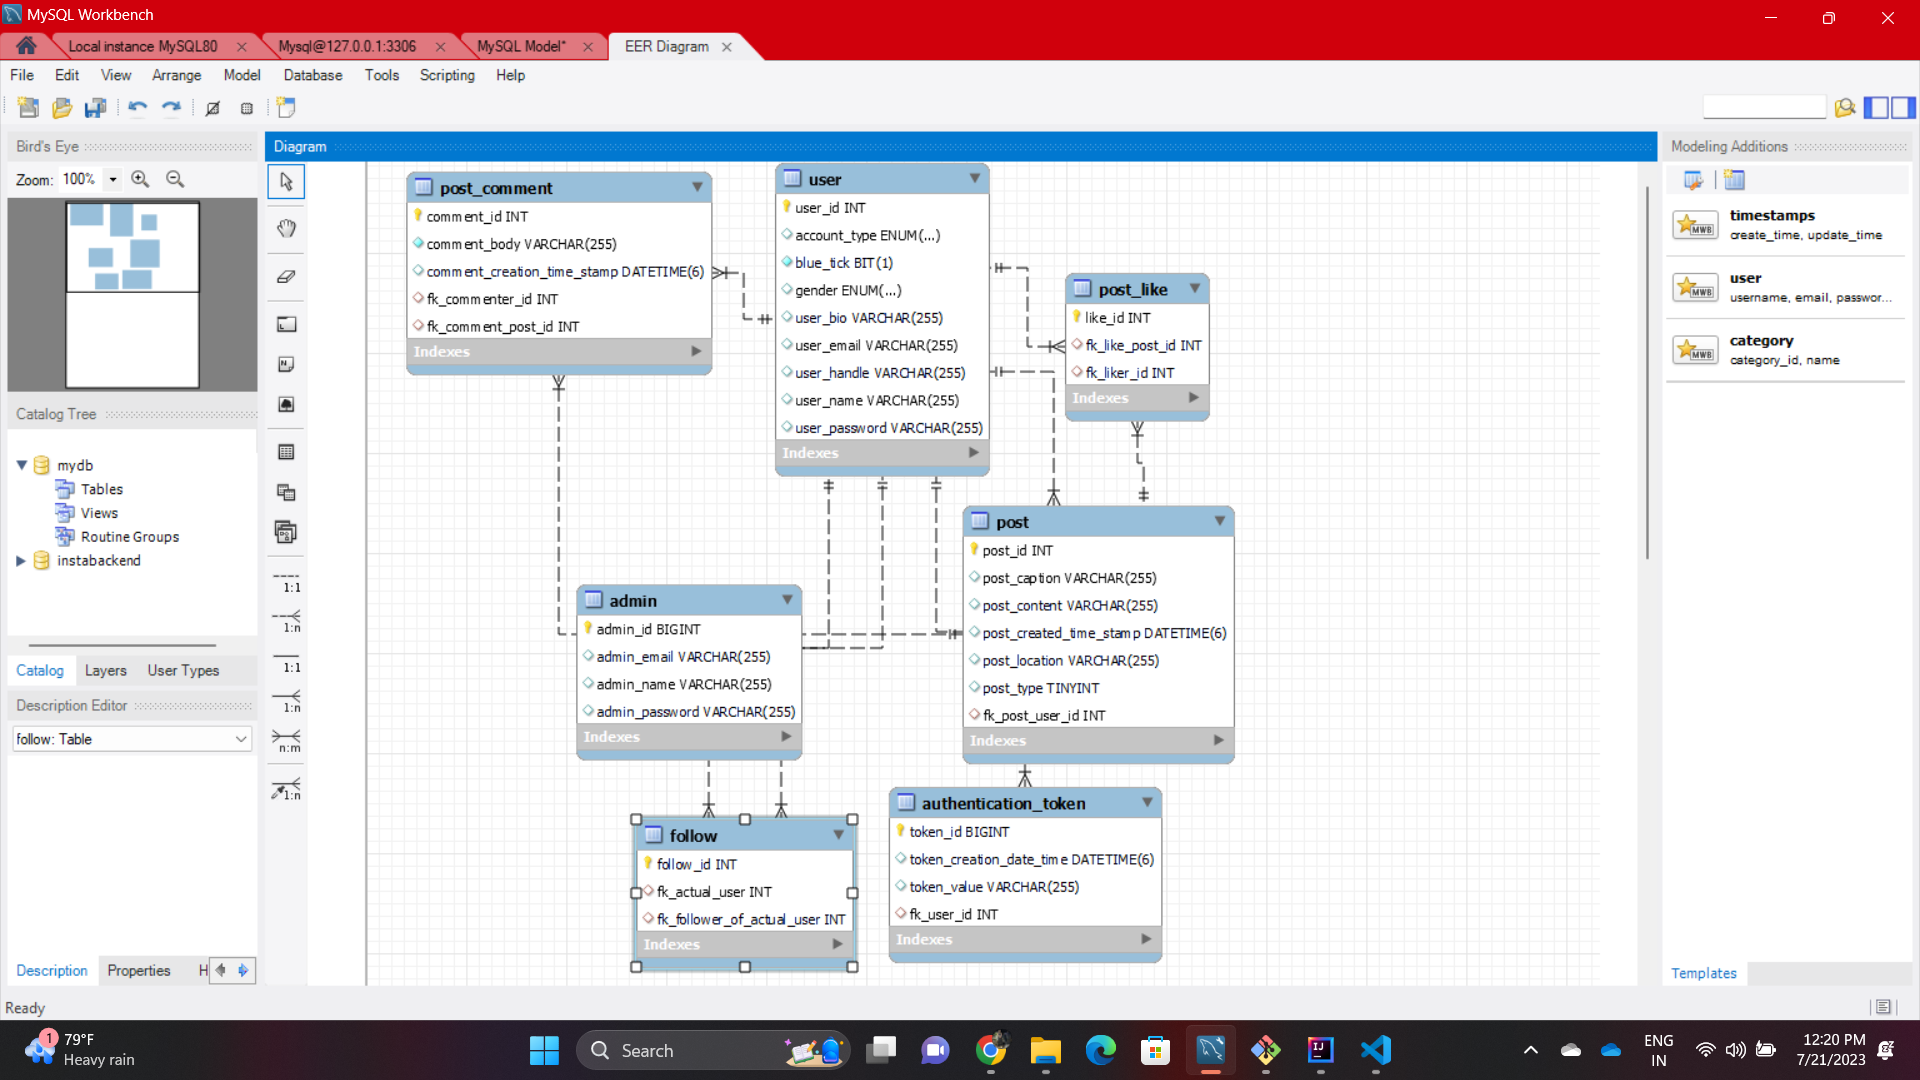 MySQL Workbench
Local instance MySQL80
Mysql@127.0.0.1:3306
MySQL Model*
EER Diagram
File Edit View Arrange Model Database Tools Scripting Help
Bird's Eye
Zoom: 100%
Catalog Tree
mydb
Tables
Views
Routine Groups
instabackend
Catalog Layers User Types
Description Editor
follow: Table
Description Properties H
Ready
Diagram
1:1
1:n
1:1
1:n
n:m
1:n
post_comment
comment_id INT
comment_body VARCHAR(255)
comment_creation_time_stamp DATETIME(6)
fk_commenter_id INT
fk_comment_post_id INT
Indexes
user
user_id INT
account_type ENUM(...)
blue_tick BIT(1)
gender ENUM(...)
user_bio VARCHAR(255)
user_email VARCHAR(255)
user_handle VARCHAR(255)
user_name VARCHAR(255)
user_password VARCHAR(255)
Indexes
post_like
like_id INT
fk_like_post_id INT
fk_liker_id INT
Indexes
post
post_id INT
post_caption VARCHAR(255)
post_content VARCHAR(255)
post_created_time_stamp DATETIME(6)
post_location VARCHAR(255)
post_type TINYINT
fk_post_user_id INT
Indexes
admin
admin_id BIGINT
admin_email VARCHAR(255)
admin_name VARCHAR(255)
admin_password VARCHAR(255)
Indexes
follow
follow_id INT
fk_actual_user INT
fk_follower_of_actual_user INT
Indexes
authentication_token
token_id BIGINT
token_creation_date_time DATETIME(6)
token_value VARCHAR(255)
fk_user_id INT
Indexes
Modeling Additions
MWB
timestamps
create_time, update_time
MWB
user
username, email, passwor...
MWB
category
category_id, name
Templates
1
79°F
Heavy rain
Search
IJ
ENG
IN
12:20 PM
7/21/2023